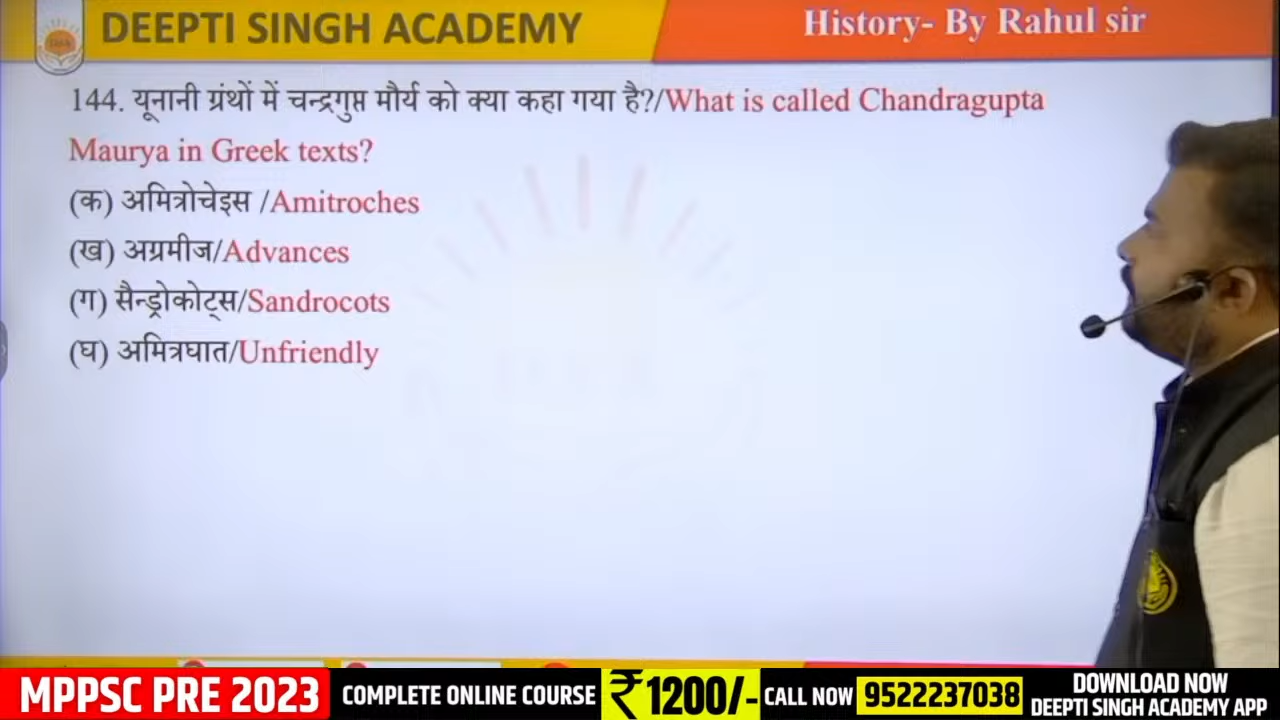 DEEPTI SINGH ACADEMY
History- By Rahul sir
144. यूनानी ग्रंथों में चन्द्रगुप्त मौर्य को क्या कहा गया है?/What is called Chandragupta
Maurya in Greek texts?
(क) अमित्रोचेइस /Amitroches
(ख) अग्रमीज/Advances
(ग) सैन्ड्रोकोट्स/Sandrocots
(घ) अमित्रघात/Unfriendly
MPPSC PRE 2023
COMPLETE ONLINE COURSE
₹1200/-
CALL NOW
9522237038
DOWNLOAD NOW
DEEPTI SINGH ACADEMY APP